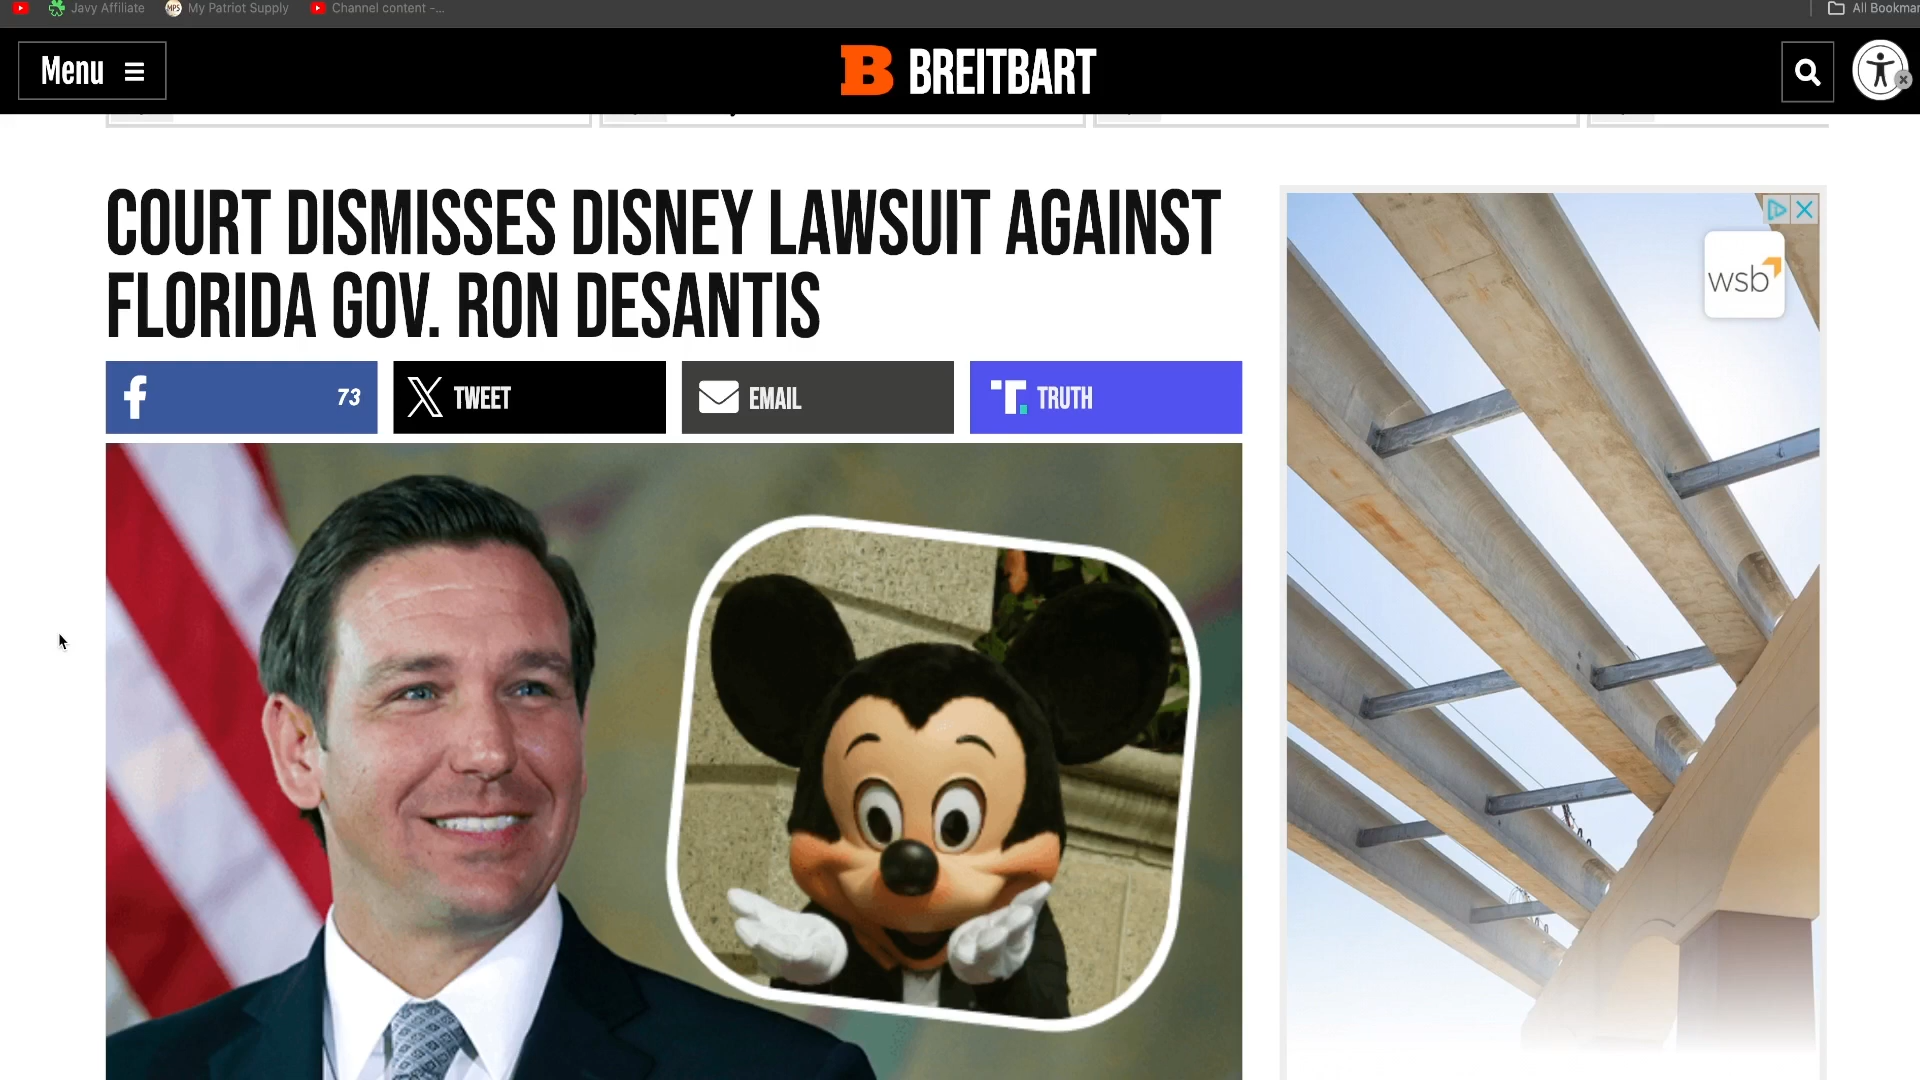 Javy Affiliate
MPS
My Patriot Supply
Channel content -...
All Bookmar
Menu
B BREITBART
COURT DISMISSES DISNEY LAWSUIT AGAINST
FLORIDA GOV. RON DESANTIS
73
TWEET
EMAIL
TRUTH
wsb